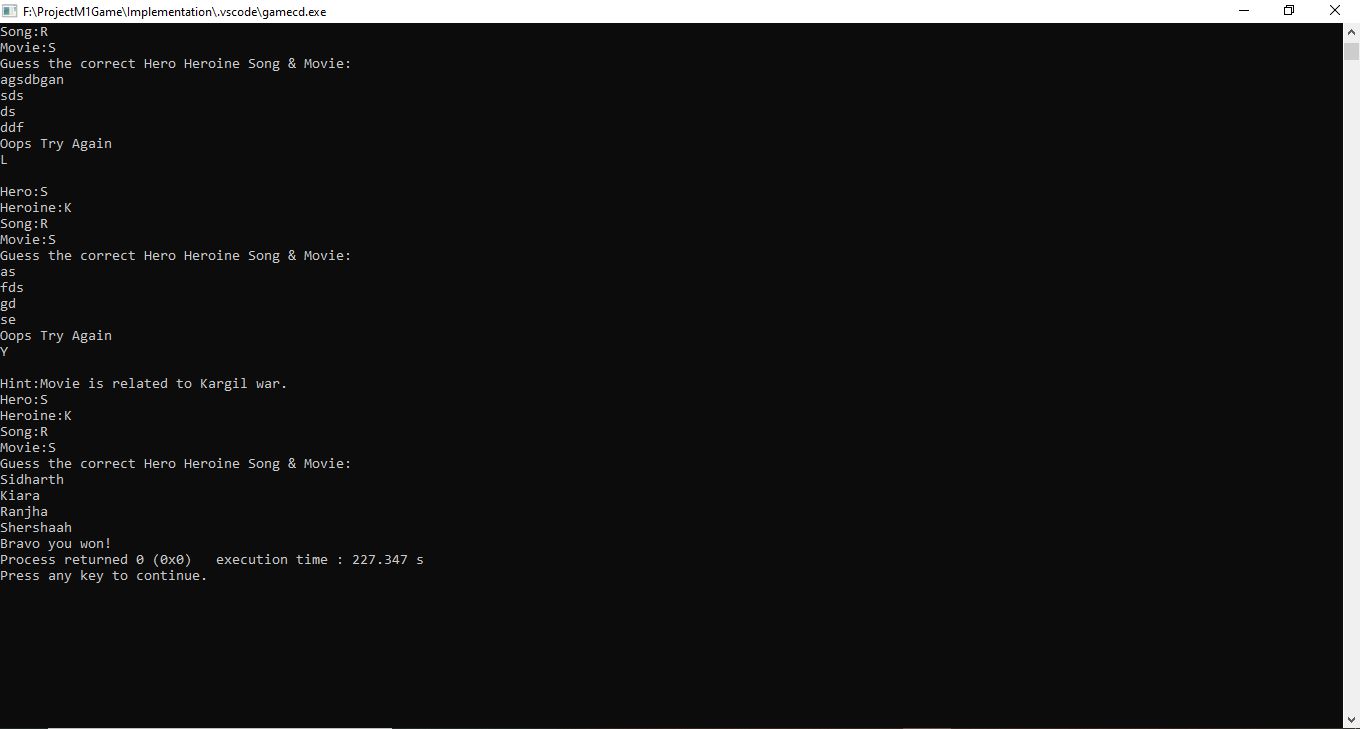 F:\ProjectM1Game\Implementation\.vscode\gamecd.exe
Song:R
Movie:S
Guess the correct Hero Heroine Song & Movie:
agsdbgan
sds
ds
ddf
Oops Try Again
L
Hero:S
Heroine:K
Song:R
Movie:S
Guess the correct Hero Heroine Song & Movie:
as
fds
gd
se
Oops Try Again
Y
Hint:Movie is related to Kargil war.
Hero:S
Heroine:K
Song:R
Movie:S
Guess the correct Hero Heroine Song & Movie:
Sidharth
Kiara
Ranjha
Shershaah
Bravo you won!
Process returned 0 (0x0)   execution time : 227.347 s
Press any key to continue.